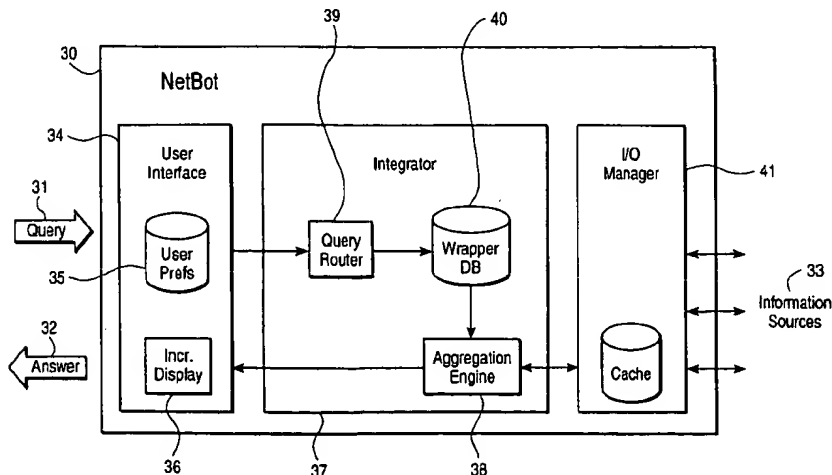 39
40
30
NetBot
34
User
Interface
Integrator
I/O
Manager
41
31
Query
User
Prefs
35
Query
Router
Wrapper
DB
33
Information
Sources
32
Answer
Incr.
Display
Aggregation
Engine
Cache
36
37
38